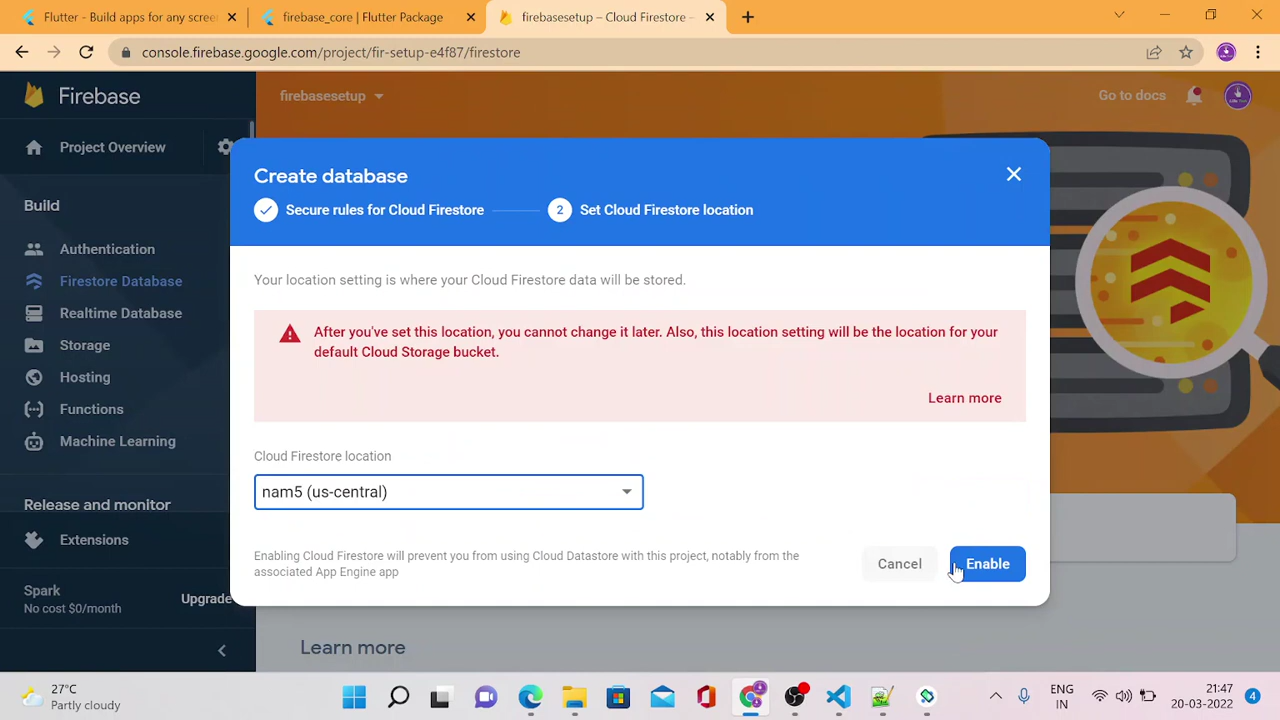 Flutter - Build apps for any scree
firebase_core | Flutter Package
firebasesetup – Cloud Firestore –
console.firebase.google.com/project/fir-setup-e4f87/firestore
Firebase
firebasesetup
Go to docs
Project Overview
Build
Authentication
Firestore Database
Realtime Database
Storage
Hosting
Functions
Machine Learning
Release and monitor
Extensions
Spark
No cost $0/month
Upgrade
Create database
Secure rules for Cloud Firestore
2
Set Cloud Firestore location
Your location setting is where your Cloud Firestore data will be stored.
After you've set this location, you cannot change it later. Also, this location setting will be the location for your
default Cloud Storage bucket.
Learn more
Cloud Firestore location
nam5 (us-central)
Enabling Cloud Firestore will prevent you from using Cloud Datastore with this project, notably from the
associated App Engine app
Cancel
Enable
Learn more
27°C
Partly cloudy
ENG
IN
21:47
20-03-2022
4